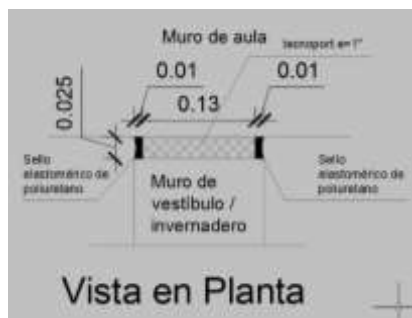 Muro de aula
tecnoport e=1"
0.01
0.01
0.13
0.025
Sello
elastomérico de
poliuretano
Sello
elastomérico de
poliuretano
Muro de
vestíbulo /
invernadero
Vista en Planta